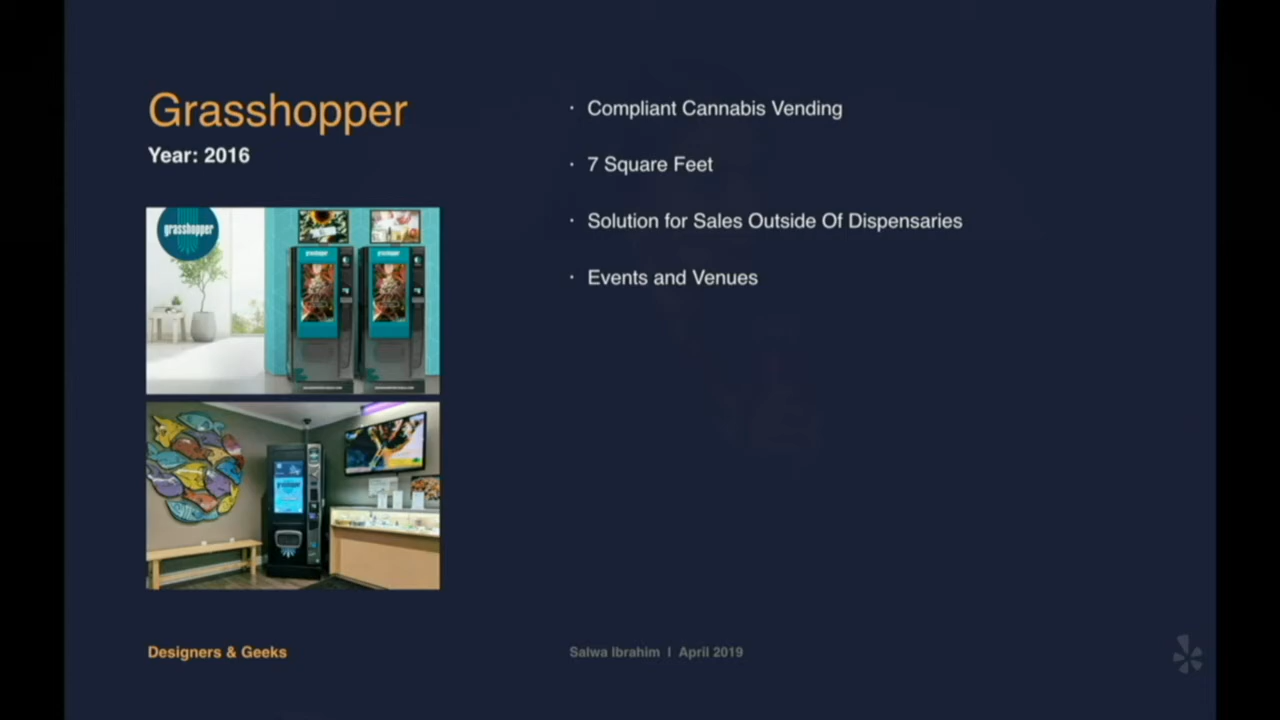 Grasshopper
Year: 2016
grasshopper
· Compliant Cannabis Vending
· 7 Square Feet
· Solution for Sales Outside Of Dispensaries
· Events and Venues
Designers & Geeks
Salwa Ibrahim | April 2019